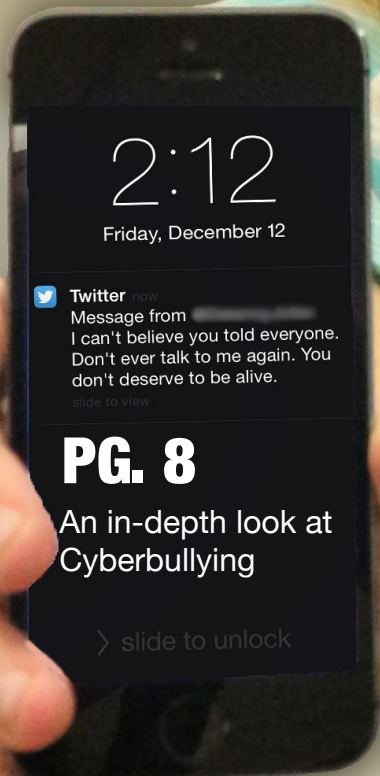 2:12
Friday, December 12
Twitter now
Message from
I can't believe you told everyone.
Don't ever talk to me again. You
don't deserve to be alive.
slide to view
PG. 8
An in-depth look at
Cyberbullying
> slide to unlock